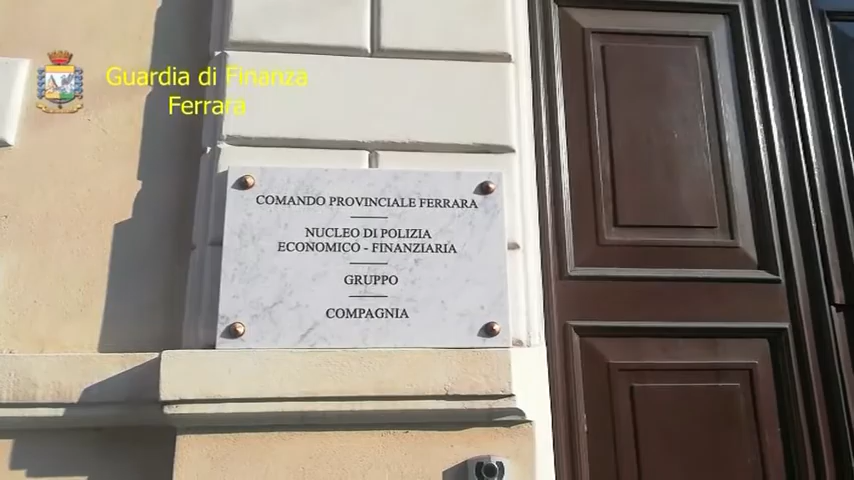 Guardia di Finanza
Ferrara
COMANDO PROVINCIALE FERRARA
NUCLEO DI POLIZIA
ECONOMICO - FINANZIARIA
GRUPPO
COMPAGNIA